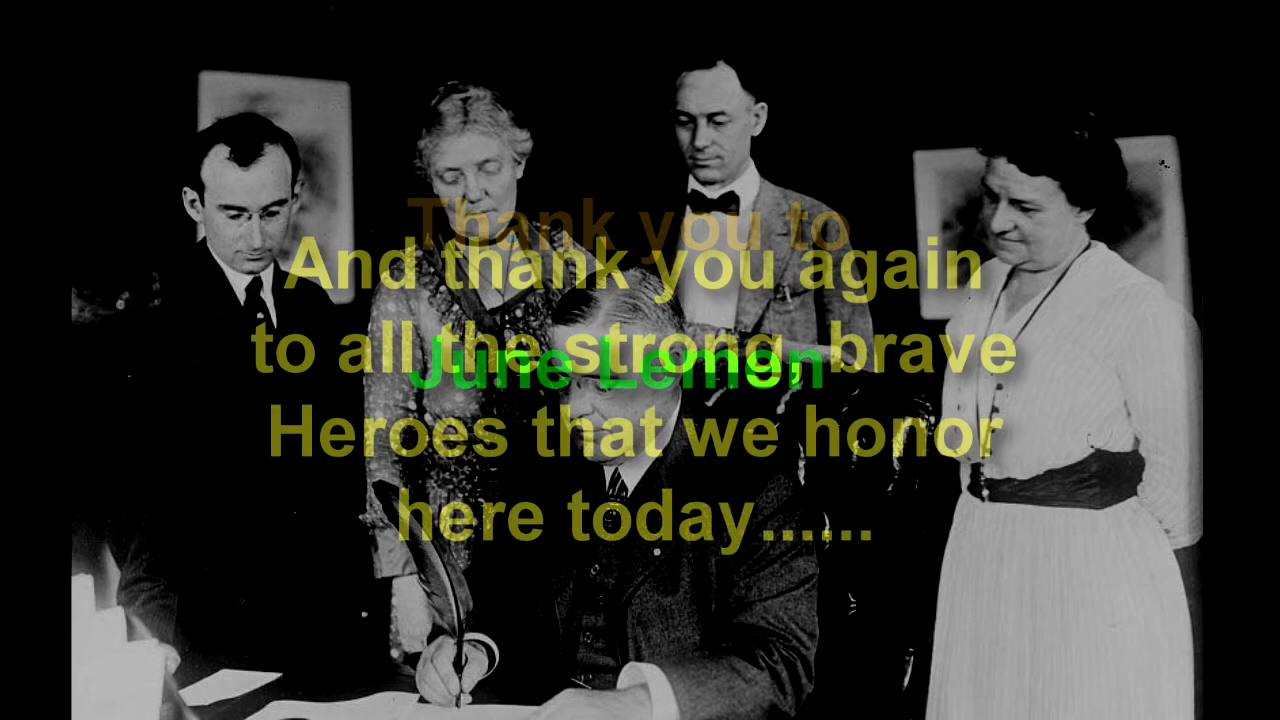 Thank you to
And thank you again
to all the strong, brave
June Lemen
Heroes that we honor
here today......